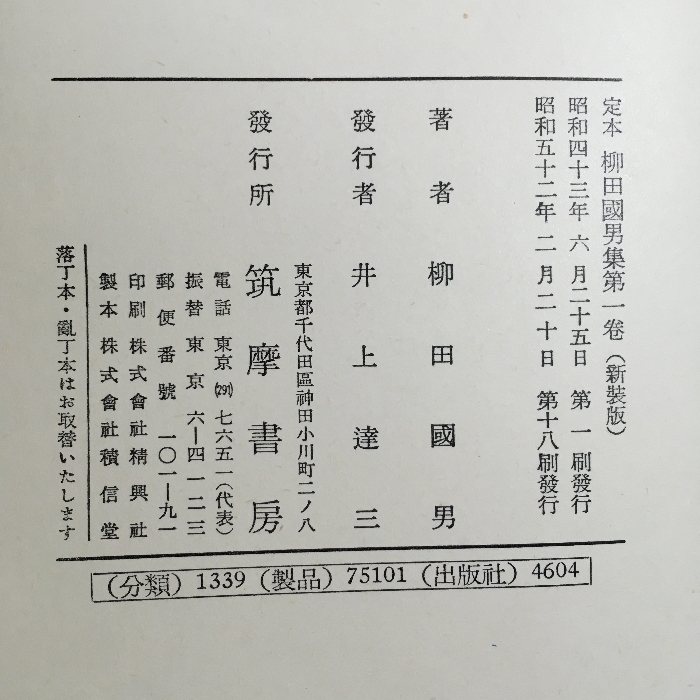 定本 柳田國男集第一卷(新裝版)
昭和四十三年 六 月二十五日 第 一 刷發行
昭和五十二年 二 月二十日 第十八刷發行
著者 柳田國男
發行者 井上達三
東京都千代田區神田小川町二ノ八
發行所 筑摩書房
電話 東京(291)七六五一(代表)
振替 東京 六―四一二三
郵便番號 一〇一―九一
印刷 株式會社 精興社
製本 株式會社 積信堂
落丁本・亂丁本はお取替いたします
(分類) 1339 (製品) 75101 (出版社) 4604